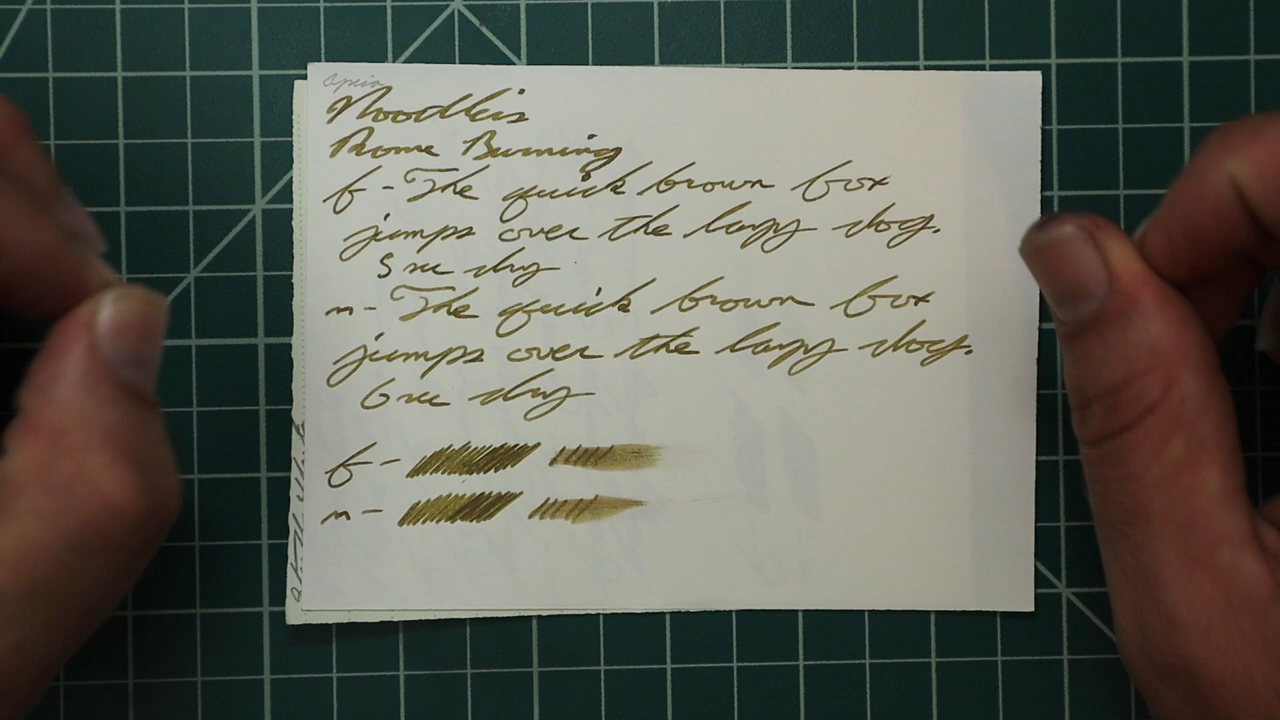 Noodler's
Rome Burning
f - The quick brown fox
jumps over the lazy dog.
5 sec dry
m - The quick brown fox
jumps over the lazy dog.
6 sec dry
f -
m -